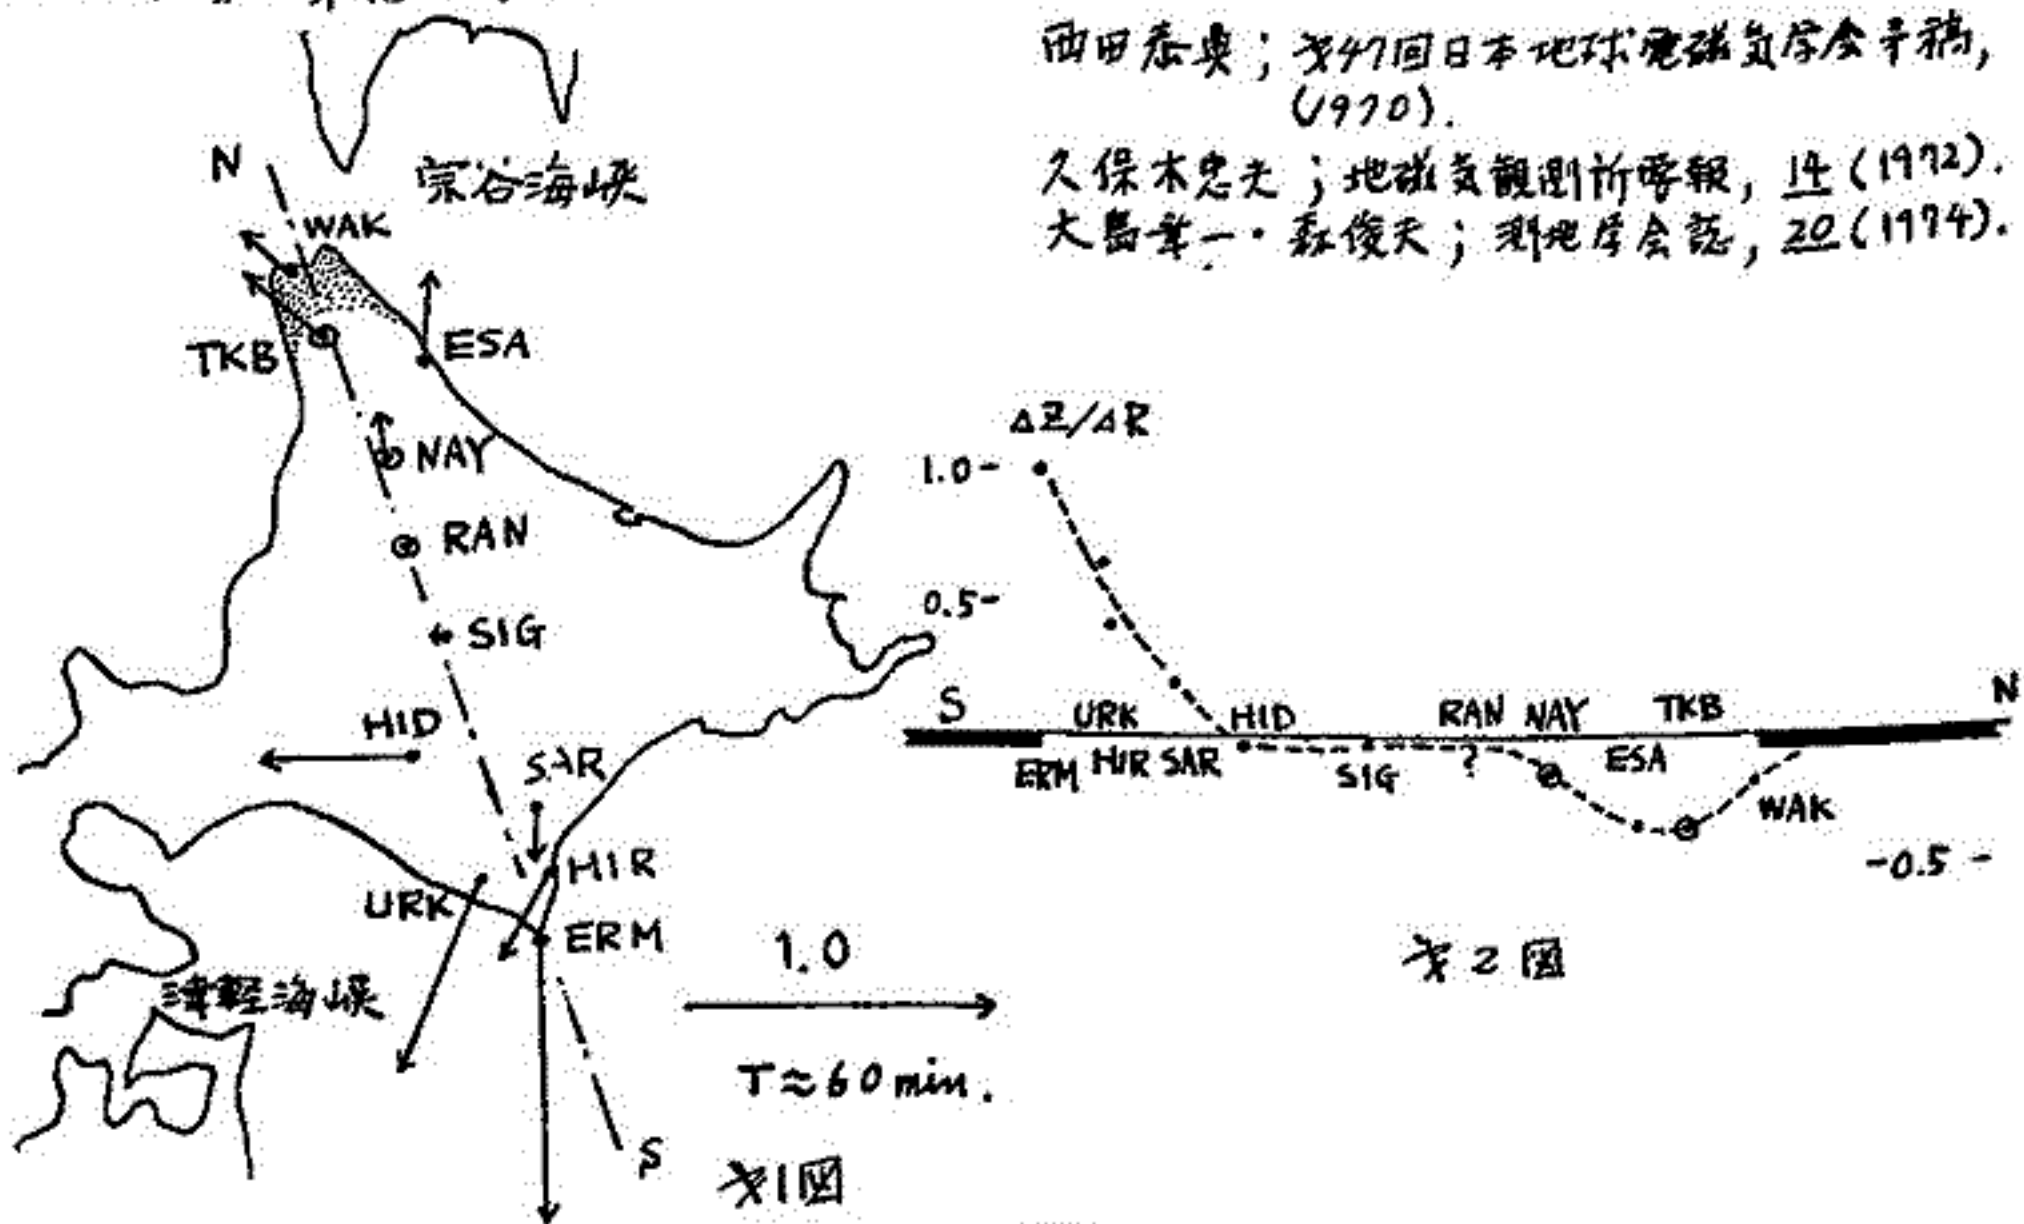 西田泰典；才47回日本地球電磁気学会予稿,
(1970).
久保木忠夫；地磁気観測所要報, 14 (1972).
大島章一・森俊夫；測地学会誌, 20 (1974).
N
宗谷海峡
WAK
TKB
ESA
NAY
RAN
SIG
HID
SAR
HIR
URK
ERM
津軽海峡
S
1.0
T≈60 min.
才1図
ΔZ/ΔR
1.0-
0.5-
S
URK
HID
RAN NAY
TKB
N
ERM
HIR SAR
SIG
?
ESA
WAK
-0.5-
才2図